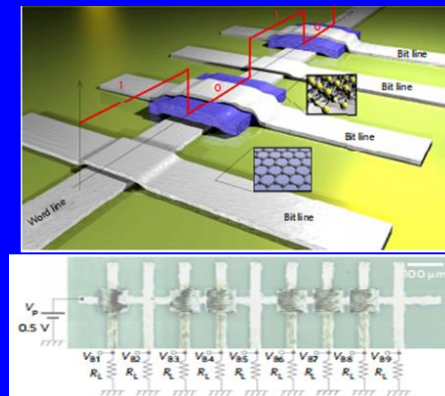 1
0
1
0
Bit line
Bit line
Bit line
Bit line
Word line
100 μm
Vp
0.5 V
VB1 VB2 VB3 VB4 VB5 VB6 VB7 VB8 VB9
RL RL RL RL RL RL RL RL RL